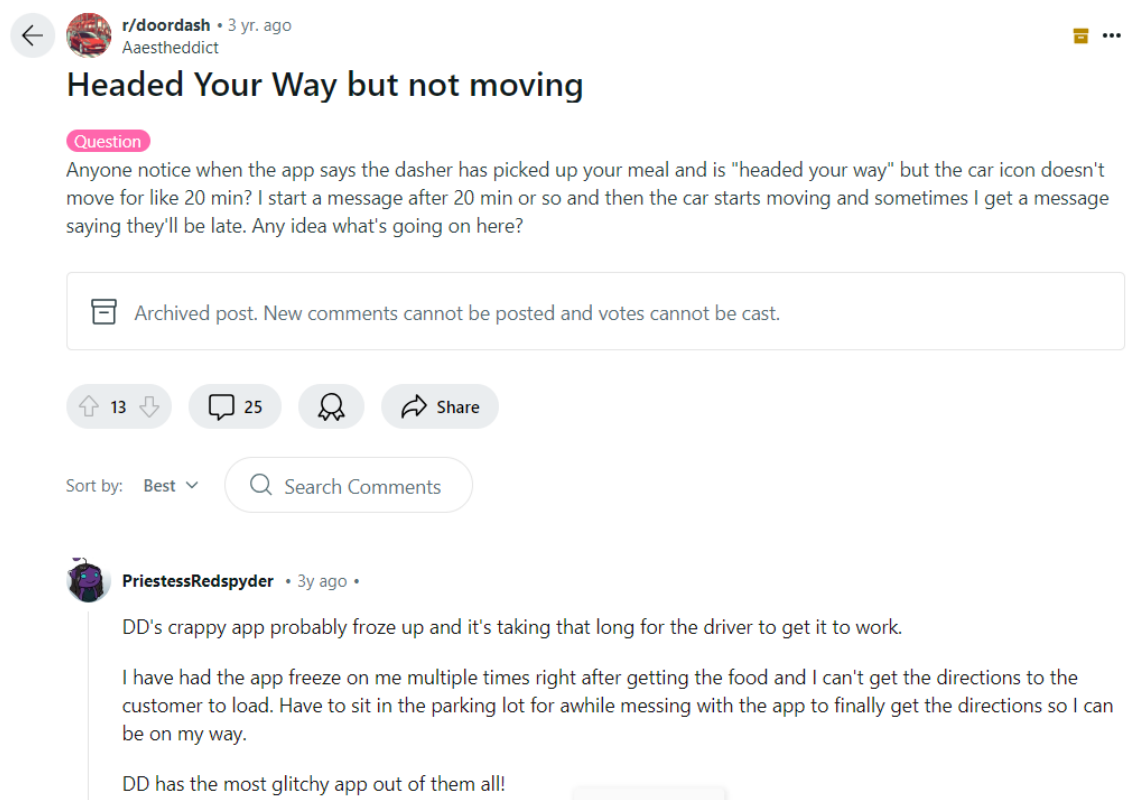 r/doordash • 3 yr. ago
Aaestheddict
Headed Your Way but not moving
Question
Anyone notice when the app says the dasher has picked up your meal and is "headed your way" but the car icon doesn't
move for like 20 min? I start a message after 20 min or so and then the car starts moving and sometimes I get a message
saying they'll be late. Any idea what's going on here?
Archived post. New comments cannot be posted and votes cannot be cast.
13 25 Share
Sort by: Best Search Comments
PriestessRedspyder • 3y ago •
DD's crappy app probably froze up and it's taking that long for the driver to get it to work.
I have had the app freeze on me multiple times right after getting the food and I can't get the directions to the
customer to load. Have to sit in the parking lot for awhile messing with the app to finally get the directions so I can
be on my way.
DD has the most glitchy app out of them all!